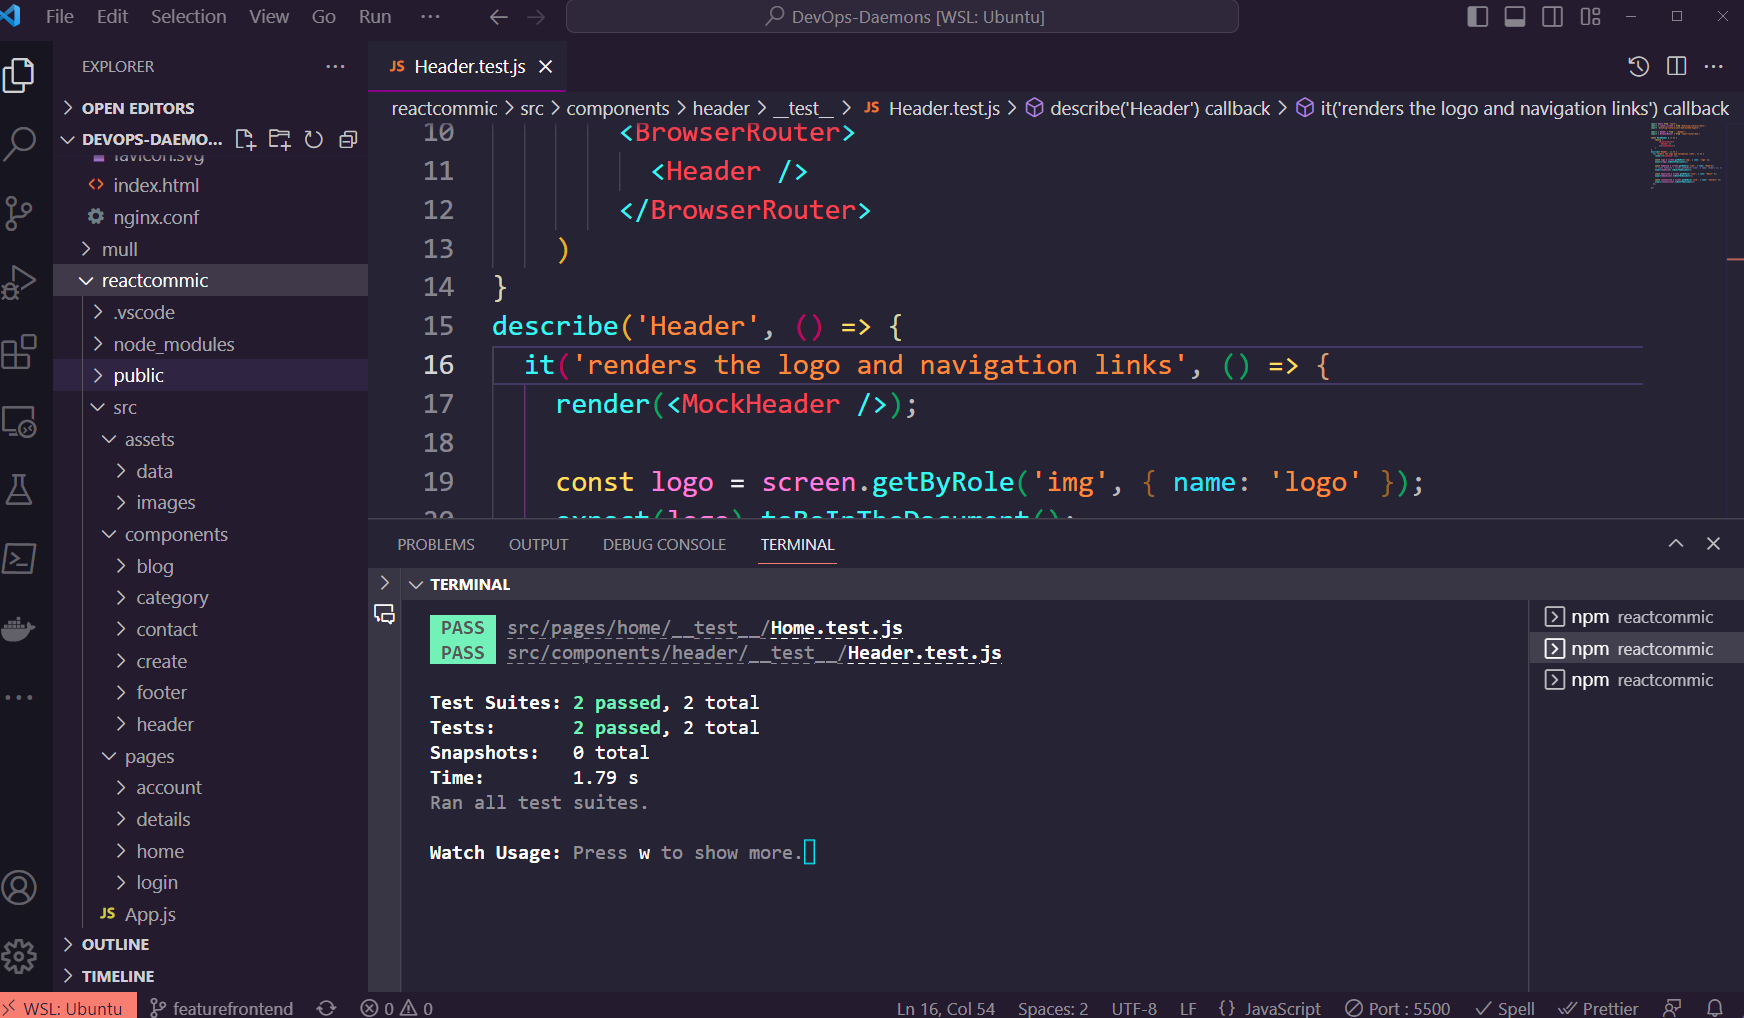 File Edit Selection View Go Run ···
DevOps-Daemons [WSL: Ubuntu]
EXPLORER
OPEN EDITORS
DEVOPS-DAEMO...
favicon.svg
index.html
nginx.conf
mull
reactcommic
.vscode
node_modules
public
src
assets
data
images
components
blog
category
contact
create
footer
header
pages
account
details
home
login
JS App.js
OUTLINE
TIMELINE
JS Header.test.js
reactcommic > src > components > header > __test__ > JS Header.test.js > describe('Header') callback > it('renders the logo and navigation links') callback
10 <BrowserRouter>
11 <Header />
12 </BrowserRouter>
13 )
14 }
15 describe('Header', () => {
16 it('renders the logo and navigation links', () => {
17 render(<MockHeader />);
18
19 const logo = screen.getByRole('img', { name: 'logo' });
20 expect(logo).toBeInTheDocument();
PROBLEMS OUTPUT DEBUG CONSOLE TERMINAL
TERMINAL
PASS src/pages/home/__test__/Home.test.js
PASS src/components/header/__test__/Header.test.js
Test Suites: 2 passed, 2 total
Tests: 2 passed, 2 total
Snapshots: 0 total
Time: 1.79 s
Ran all test suites.
Watch Usage: Press w to show more.
npm reactcommic
npm reactcommic
npm reactcommic
WSL: Ubuntu featurefrontend 0 0 Ln 16, Col 54 Spaces: 2 UTF-8 LF {} JavaScript Port : 5500 Spell Prettier